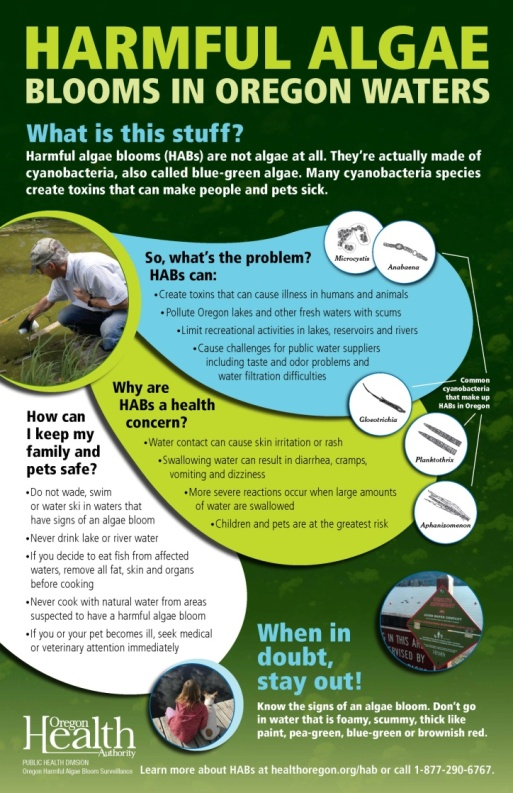 HARMFUL ALGAE
BLOOMS IN OREGON WATERS
What is this stuff?
Harmful algae blooms (HABs) are not algae at all. They're actually made of
cyanobacteria, also called blue-green algae. Many cyanobacteria species
create toxins that can make people and pets sick.
So, what's the problem?
HABs can:
•Create toxins that can cause illness in humans and animals
•Pollute Oregon lakes and other fresh waters with scums
•Limit recreational activities in lakes, reservoirs and rivers
•Cause challenges for public water suppliers
including taste and odor problems and
water filtration difficulties
Microcystis
Anabaena
Gloeotrichia
Planktothrix
Aphanizomenon
Common
cyanobacteria
that make up
HABs in Oregon
Why are
HABs a health
concern?
•Water contact can cause skin irritation or rash
•Swallowing water can result in diarrhea, cramps,
vomiting and dizziness
•More severe reactions occur when large amounts
of water are swallowed
•Children and pets are at the greatest risk
How can
I keep my
family and
pets safe?
•Do not wade, swim
or water ski in waters that
have signs of an algae bloom
•Never drink lake or river water
•If you decide to eat fish from affected
waters, remove all fat, skin and organs
before cooking
•Never cook with natural water from areas
suspected to have a harmful algae bloom
•If you or your pet becomes ill, seek medical
or veterinary attention immediately
When in
doubt,
stay out!
Know the signs of an algae bloom. Don't go
in water that is foamy, scummy, thick like
paint, pea-green, blue-green or brownish red.
Oregon
Health
Authority
PUBLIC HEALTH DIVISION
Oregon Harmful Algae Bloom Surveillance
Learn more about HABs at healthoregon.org/hab or call 1-877-290-6767.